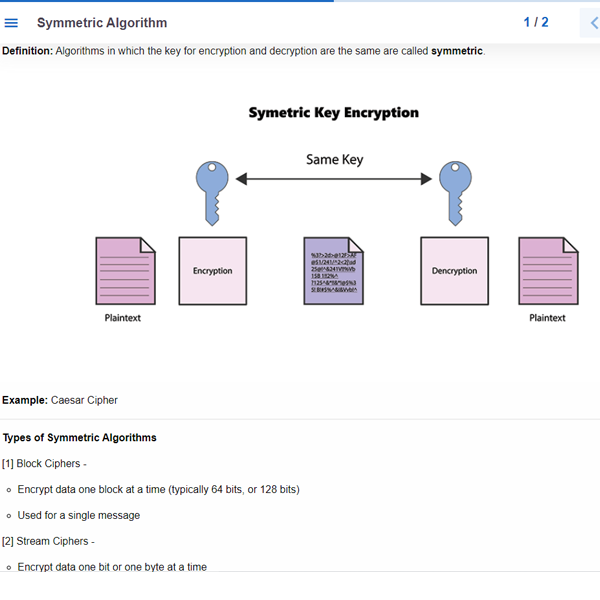 Symmetric Algorithm
1 / 2
Definition: Algorithms in which the key for encryption and decryption are the same are called symmetric.
Symetric Key Encryption
Same Key
Encryption
Dencryption
Plaintext
Plaintext
Example: Caesar Cipher
Types of Symmetric Algorithms
[1] Block Ciphers -
Encrypt data one block at a time (typically 64 bits, or 128 bits)
Used for a single message
[2] Stream Ciphers -
Encrypt data one bit or one byte at a time